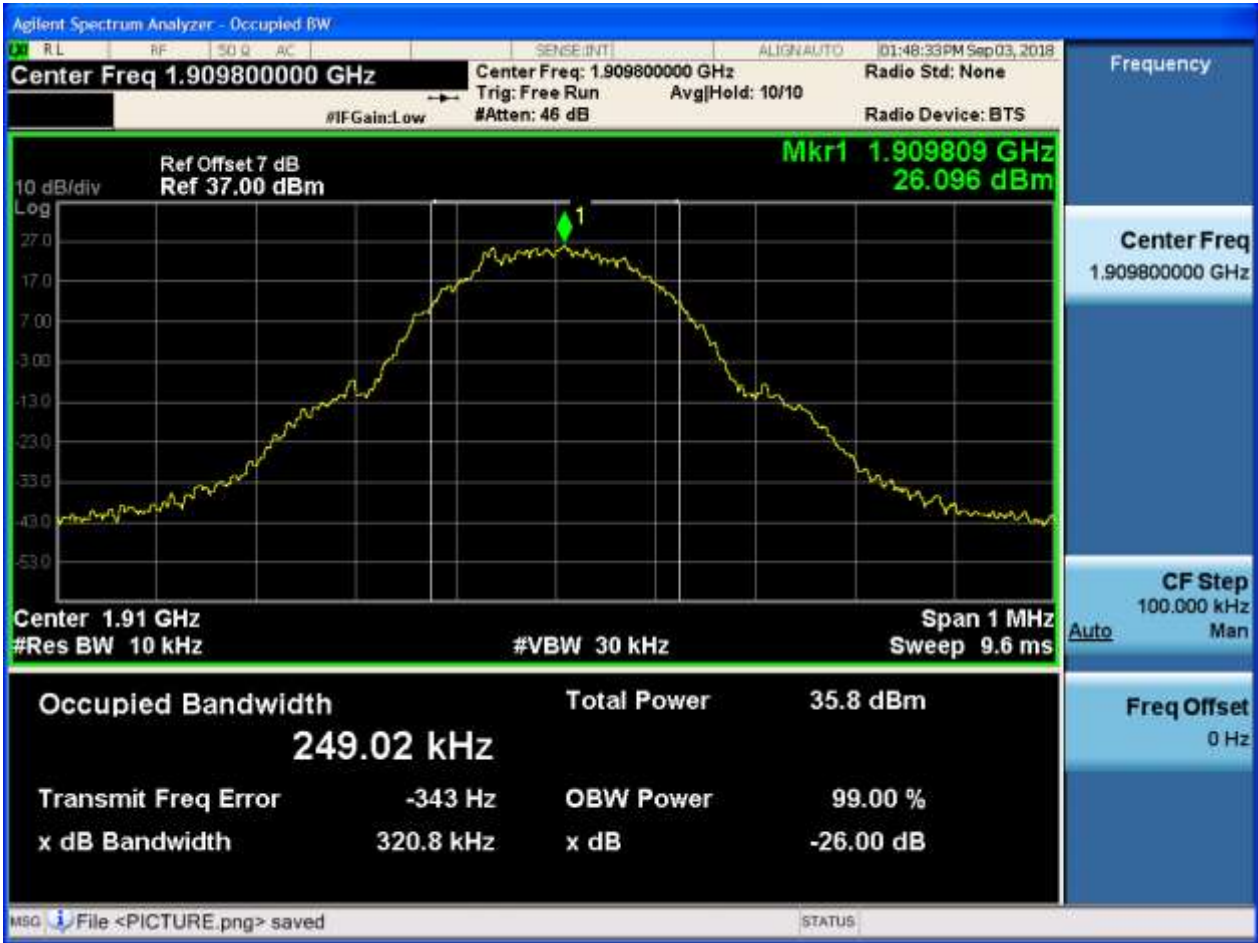 Agilent Spectrum Analyzer - Occupied BW
RL RF 50 Ω AC SENSE:INT ALIGNAUTO 01:48:33PM Sep03, 2018
Center Freq 1.909800000 GHz
Center Freq: 1.909800000 GHz Radio Std: None
Trig: Free Run Avg|Hold: 10/10
#IFGain:Low #Atten: 46 dB Radio Device: BTS
Mkr1 1.909809 GHz
26.096 dBm
Ref Offset 7 dB
10 dB/div Ref 37.00 dBm
Log
1
27.0
17.0
7.00
-3.00
-13.0
-23.0
-33.0
-43.0
-53.0
Center 1.91 GHz Span 1 MHz
#Res BW 10 kHz #VBW 30 kHz Sweep 9.6 ms
Occupied Bandwidth Total Power 35.8 dBm
249.02 kHz
Transmit Freq Error -343 Hz OBW Power 99.00 %
x dB Bandwidth 320.8 kHz x dB -26.00 dB
MSG File <PICTURE.png> saved STATUS
Frequency
Center Freq
1.909800000 GHz
CF Step
100.000 kHz
Auto Man
Freq Offset
0 Hz